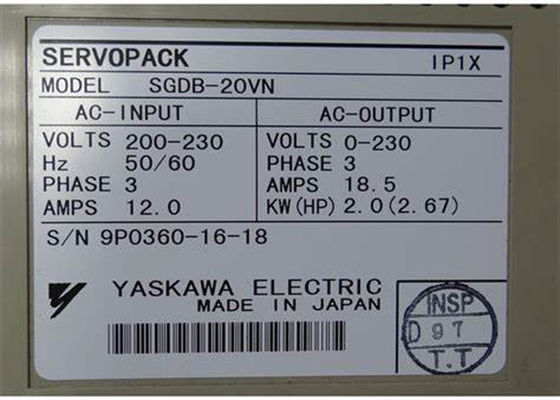 SERVOPACK IP1X
MODEL SGDB-20VN
AC-INPUT AC-OUTPUT
VOLTS 200-230 VOLTS 0-230
Hz 50/60 PHASE 3
PHASE 3 AMPS 18.5
AMPS 12.0 KW(HP) 2.0(2.67)
S/N 9P0360-16-18
YASKAWA ELECTRIC
MADE IN JAPAN
INSP
D 97
T.T